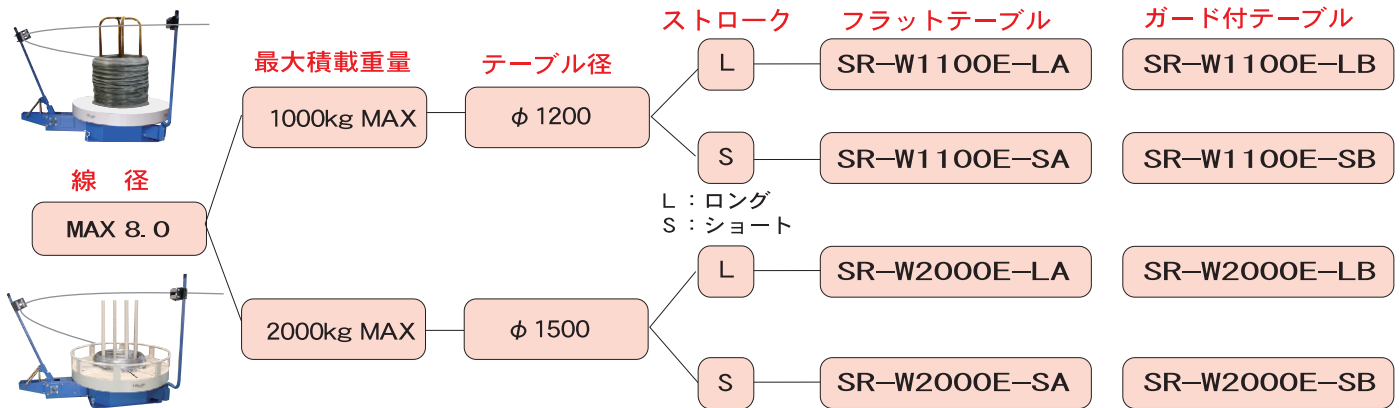 ストローク フラットテーブル ガード付テーブル
最大積載重量 テーブル径
L SR-W1100E-LA SR-W1100E-LB
1000kg MAX φ1200
S SR-W1100E-SA SR-W1100E-SB
線 径
L：ロング
S：ショート
MAX 8.0
L SR-W2000E-LA SR-W2000E-LB
2000kg MAX φ1500
S SR-W2000E-SA SR-W2000E-SB